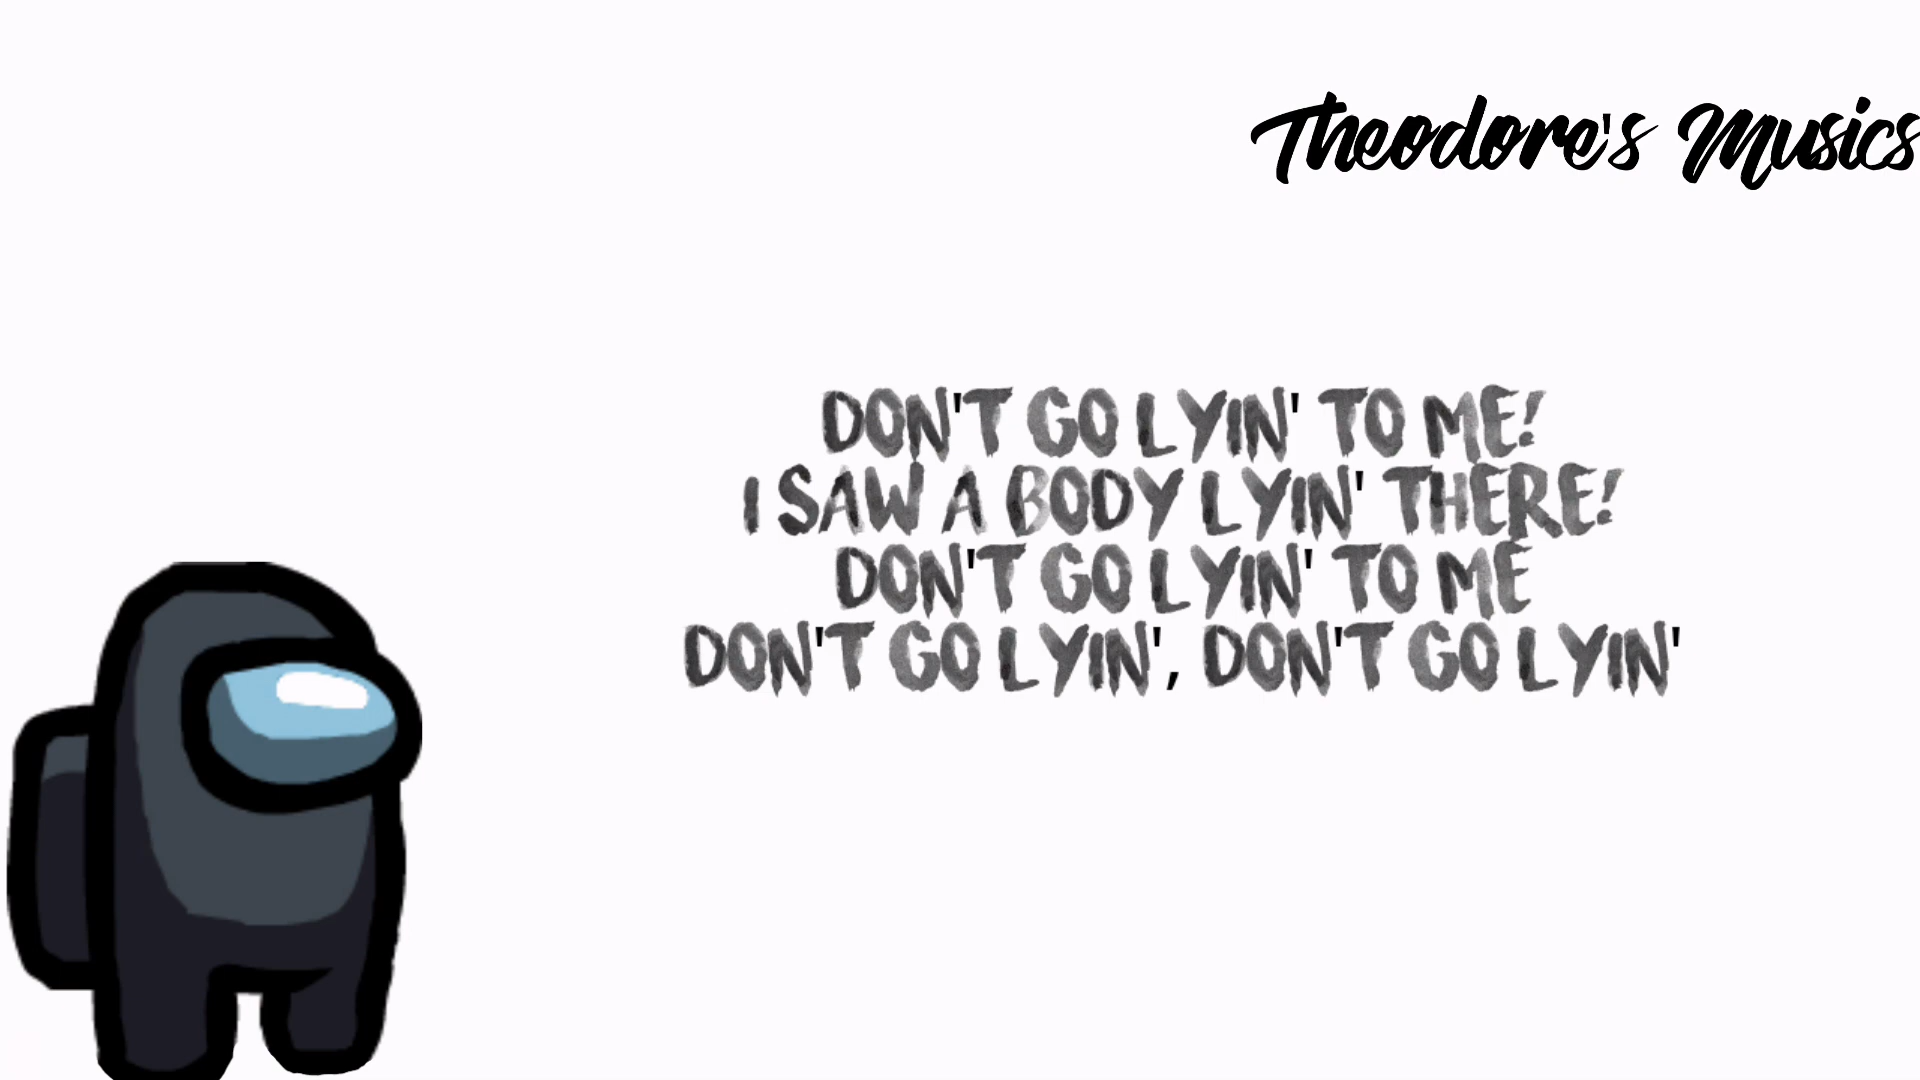 Theodore's Musics
DON'T GO LYIN' TO ME!
I SAW A BODY LYIN' THERE!
DON'T GO LYIN' TO ME
DON'T GO LYIN', DON'T GO LYIN'